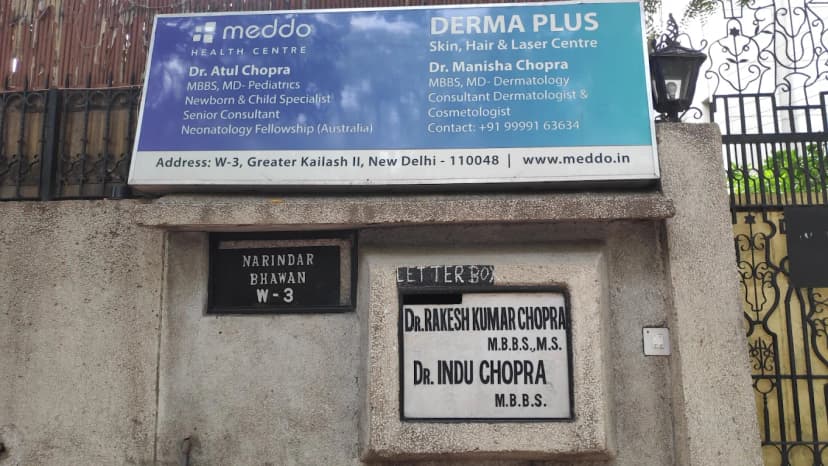 meddo
HEALTH CENTRE
Dr. Atul Chopra
MBBS, MD- Pediatrics
Newborn & Child Specialist
Senior Consultant
Neonatology Fellowship (Australia)
DERMA PLUS
Skin, Hair & Laser Centre
Dr. Manisha Chopra
MBBS, MD- Dermatology
Consultant Dermatologist &
Cosmetologist
Contact: +91 99991 63634
Address: W-3, Greater Kailash II, New Delhi - 110048 | www.meddo.in
NARINDAR
BHAWAN
W-3
LETTER BOX
DR. RAKESH KUMAR CHOPRA
M.B.B.S., M.S.
DR. INDU CHOPRA
M.B.B.S.